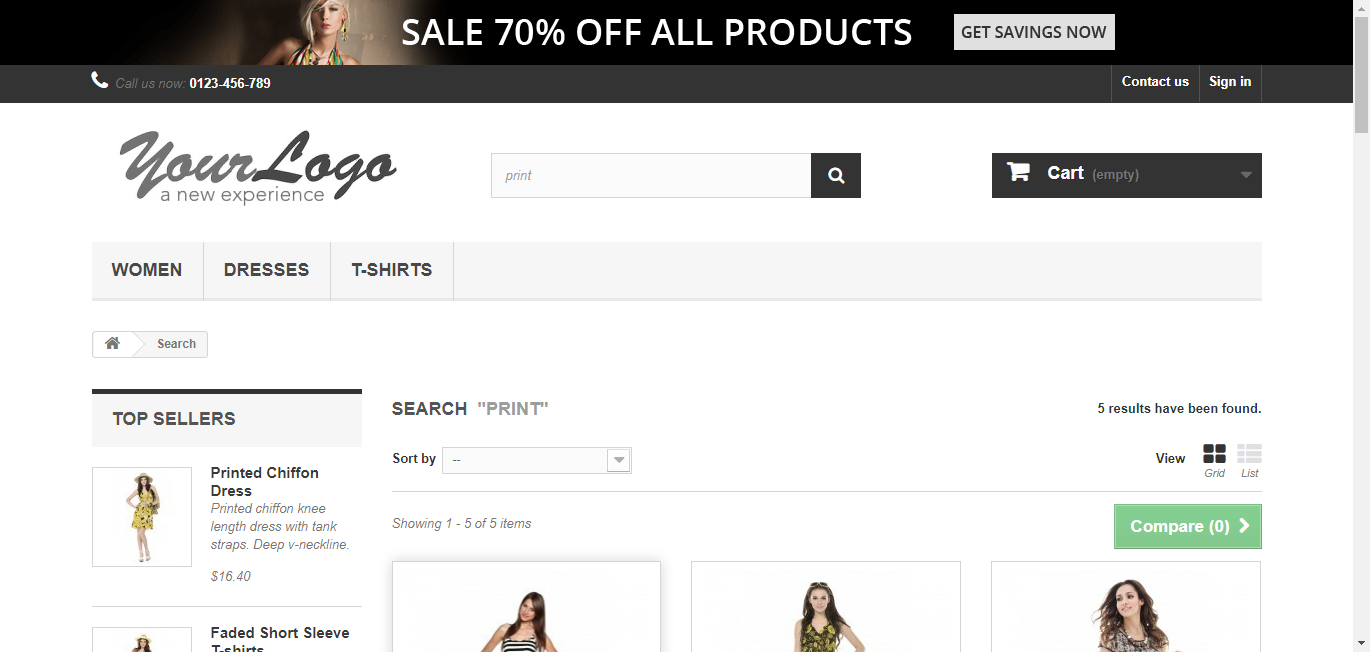 SALE 70% OFF ALL PRODUCTS
GET SAVINGS NOW
Call us now: 0123-456-789
Contact us
Sign in
YourLogo
a new experience
print
Cart (empty)
WOMEN
DRESSES
T-SHIRTS
Search
TOP SELLERS
Printed Chiffon
Dress
Printed chiffon knee
length dress with tank
straps. Deep v-neckline.
$16.40
Faded Short Sleeve
T-shirts
SEARCH "PRINT"
5 results have been found.
Sort by
--
View
Grid
List
Showing 1 - 5 of 5 items
Compare (0)